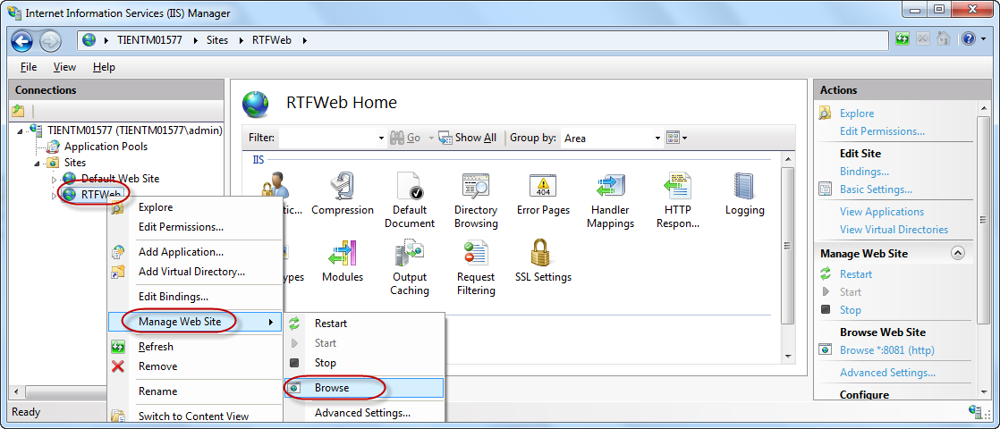 Internet Information Services (IIS) Manager
TIENTM01577 Sites RTFWeb
File View Help
Connections
TIENTM01577 (TIENTM01577\admin)
Application Pools
Sites
Default Web Site
RTFWeb
Explore
Edit Permissions...
Add Application...
Add Virtual Directory...
Edit Bindings...
Manage Web Site
Refresh
Remove
Rename
Switch to Content View
Restart
Start
Stop
Browse
Advanced Settings...
RTFWeb Home
Filter: Go Show All Group by: Area
IIS
Compression
Default
Document
Directory
Browsing
404
Error Pages
Handler
Mappings
HTTP
Respon...
Logging
Modules
Output
Caching
Request
Filtering
SSL Settings
Actions
Explore
Edit Permissions...
Edit Site
Bindings...
Basic Settings...
View Applications
View Virtual Directories
Manage Web Site
Restart
Start
Stop
Browse Web Site
Browse *:8081 (http)
Advanced Settings...
Configure
Ready